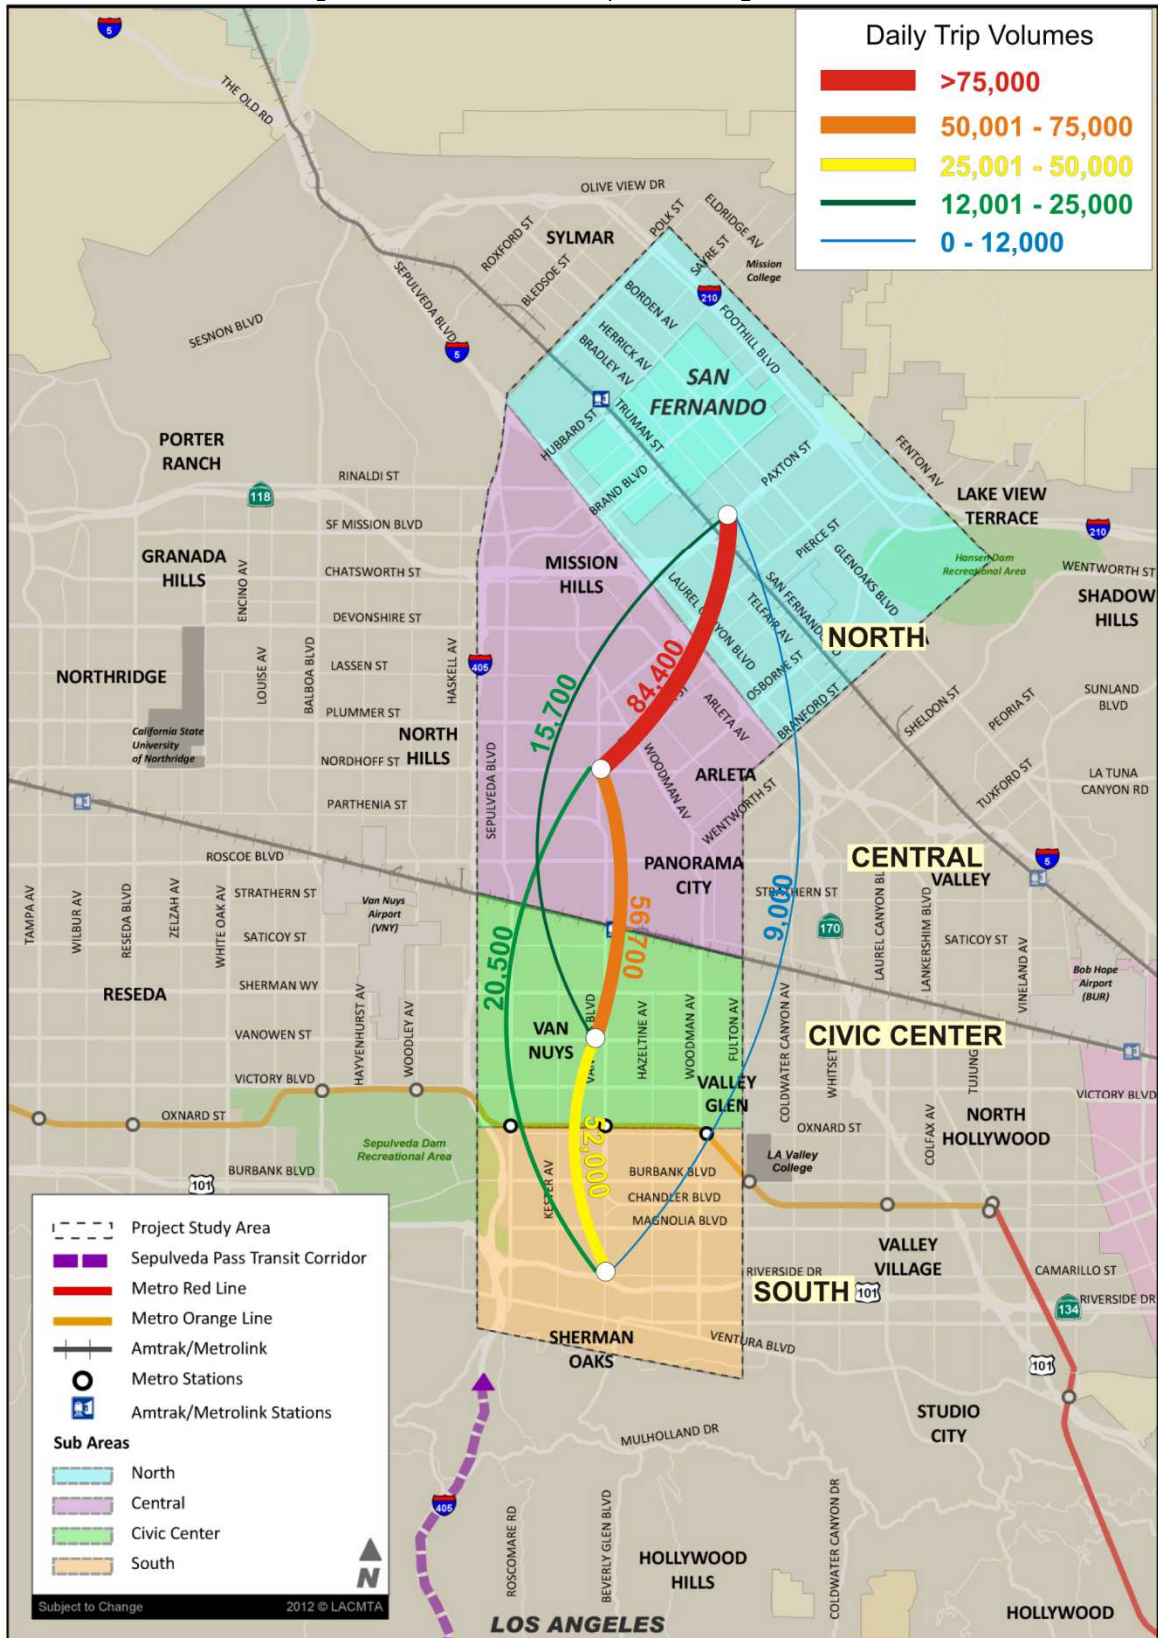 Daily Trip Volumes
>75,000
50,001 - 75,000
25,001 - 50,000
12,001 - 25,000
0 - 12,000
5
THE OLD RD
OLIVE VIEW DR
ROXFORD ST
SYLMAR
POLK ST
ELDRIDGE AV
SAYRE ST
BLEDSOE ST
Mission
College
SEPULVEDA BLVD
210
BORDEN AV
FOOTHILL BLVD
SESNON BLVD
5
HERRICK AV
BRADLEY AV
SAN
FERNANDO
HUBBARD ST
TRUMAN ST
PORTER
RANCH
RINALDI ST
PAXTON ST
FENTON AV
BRAND BLVD
118
LAKE VIEW
TERRACE
SF MISSION BLVD
210
PIERCE ST
GRANADA
HILLS
ENCINO AV
CHATSWORTH ST
MISSION
HILLS
GLENOAKS BLVD
Hansen Dam
Recreational Area
WENTWORTH ST
LAUREL CANYON BLVD
SAN FERNANDO
TELFAIR AV
SHADOW
HILLS
DEVONSHIRE ST
NORTH
NORTHRIDGE
LOUISE AV
BALBOA BLVD
LASSEN ST
HASKELL AV
405
OSBORNE ST
BRANFORD ST
SHELDON ST
PEORIA ST
SUNLAND
BLVD
84,400
15,700
ARLETA AV
PLUMMER ST
California State
University
of Northridge
NORTH
HILLS
NORDHOFF ST
SEPULVEDA BLVD
WOODMAN AV
ARLETA
TUXFORD ST
LA TUNA
CANYON RD
PARTHENIA ST
WENTWORTH ST
ROSCOE BLVD
PANORAMA
CITY
CENTRAL
VALLEY
5
TAMPA AV
WILBUR AV
RESEDA BLVD
ZELZAH AV
WHITE OAK AV
STRATHERN ST
Van Nuys
Airport
(VNY)
STRATHERN ST
9,000
56,700
20,500
170
LAUREL CANYON BL
LANKERSHIM BLVD
SATICOY ST
SATICOY ST
VINELAND AV
Bob Hope
Airport
(BUR)
RESEDA
SHERMAN WY
HAYVENHURST AV
WOODLEY AV
VANOWEN ST
VAN
NUYS
VAN
BLVD
HAZELTINE AV
WOODMAN AV
FULTON AV
COLDWATER CANYON AV
CIVIC CENTER
WHITSET
TUJUNG
VICTORY BLVD
VALLEY
GLEN
VICTORY BLVD
OXNARD ST
OXNARD ST
COLFAX AV
NORTH
HOLLYWOOD
Sepulveda Dam
Recreational Area
52,000
LA Valley
College
BURBANK BLVD
101
KESTER AV
BURBANK BLVD
CHANDLER BLVD
MAGNOLIA BLVD
VALLEY
VILLAGE
RIVERSIDE DR
CAMARILLO ST
SOUTH
101
134
RIVERSIDE DR
SHERMAN
OAKS
VENTURA BLVD
101
STUDIO
CITY
MULHOLLAND DR
405
ROSCOMARE RD
BEVERLY GLEN BLVD
COLDWATER CANYON DR
HOLLYWOOD
HILLS
HOLLYWOOD
LOS ANGELES
Project Study Area
Sepulveda Pass Transit Corridor
Metro Red Line
Metro Orange Line
Amtrak/Metrolink
Metro Stations
Amtrak/Metrolink Stations
Sub Areas
North
Central
Civic Center
South
N
Subject to Change
2012 © LACMTA